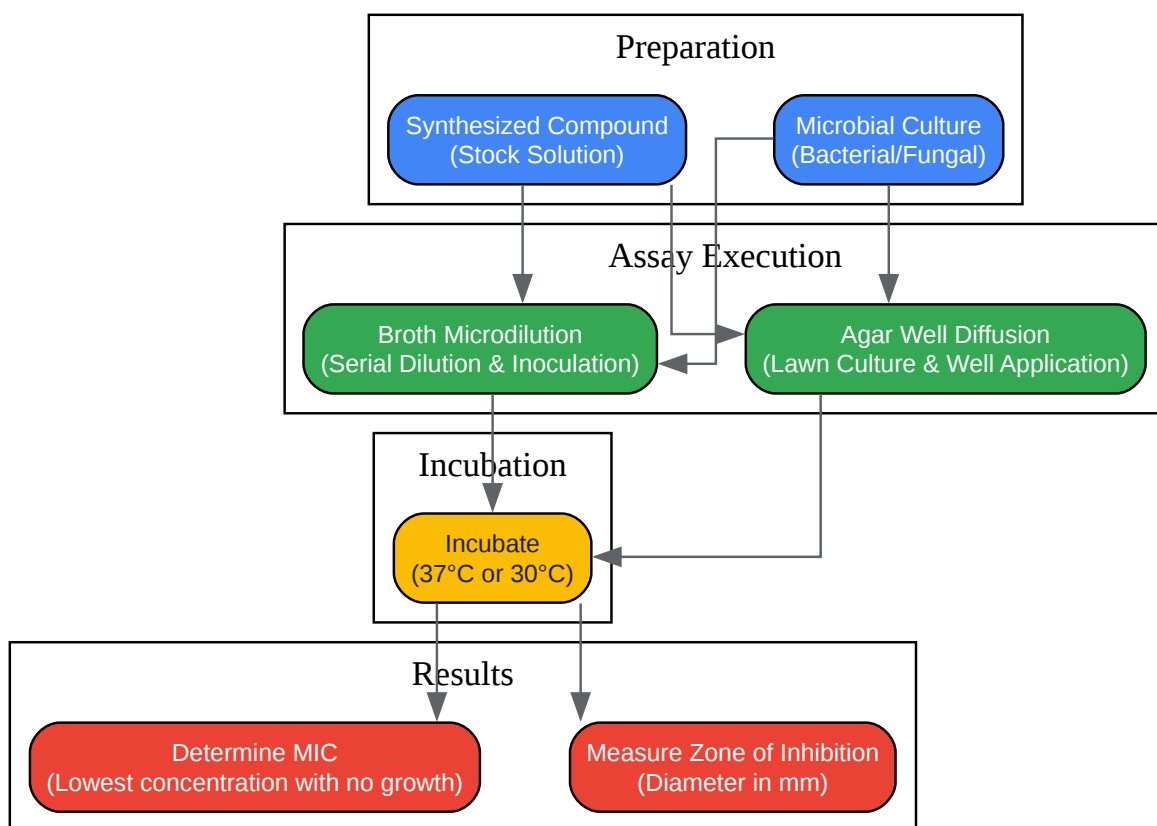 Preparation
Synthesized Compound
(Stock Solution)
Microbial Culture
(Bacterial/Fungal)
Assay Execution
Broth Microdilution
(Serial Dilution & Inoculation)
Agar Well Diffusion
(Lawn Culture & Well Application)
Incubation
Incubate
(37°C or 30°C)
Results
Determine MIC
(Lowest concentration with no growth)
Measure Zone of Inhibition
(Diameter in mm)